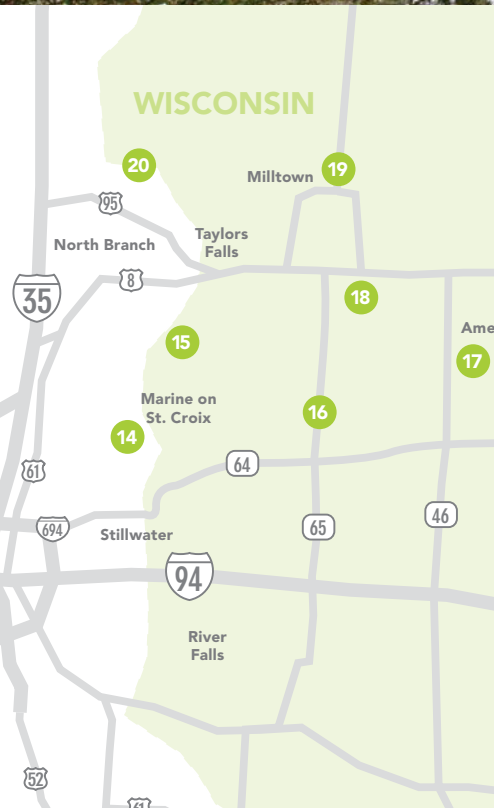 WISCONSIN
20
19
Milltown
95
Taylors
Falls
North Branch
8
35
18
15
Ame
17
Marine on
St. Croix
16
14
64
61
46
65
694
Stillwater
94
River
Falls
52
61